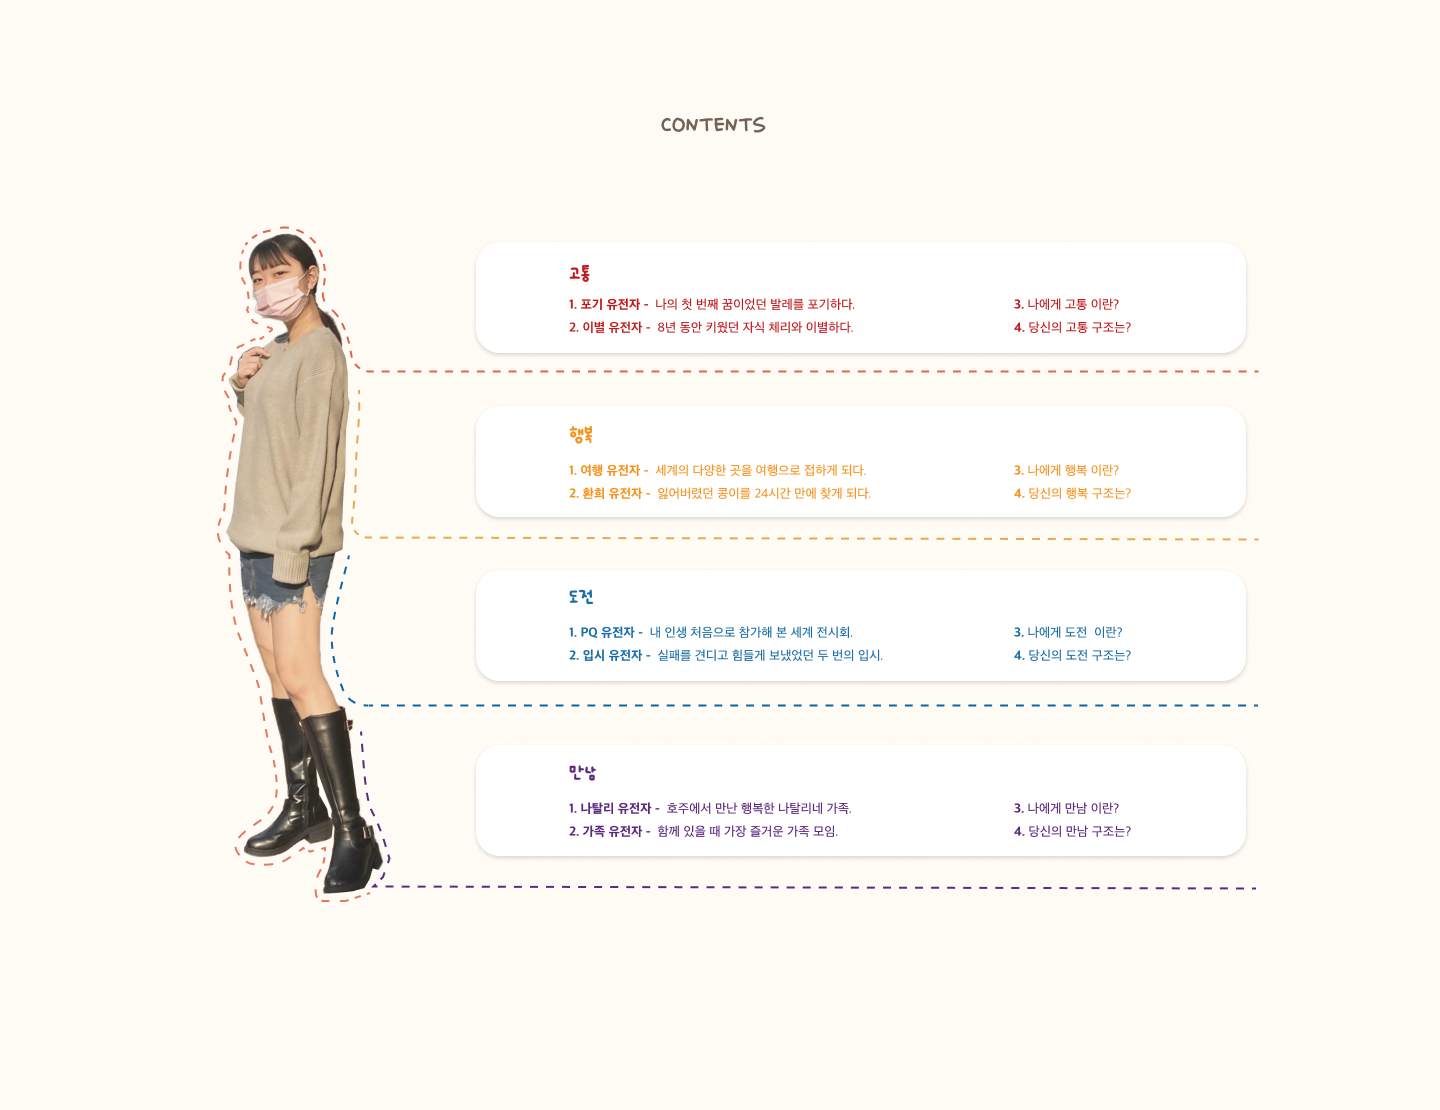 CONTENTS
고통
1. 포기 유전자 - 나의 첫 번째 꿈이었던 발레를 포기하다.
2. 이별 유전자 - 8년 동안 키웠던 자식 체리와 이별하다.
3. 나에게 고통 이란?
4. 당신의 고통 구조는?
행복
1. 여행 유전자 - 세계의 다양한 곳을 여행으로 접하게 되다.
2. 환희 유전자 - 잃어버렸던 콩이를 24시간 만에 찾게 되다.
3. 나에게 행복 이란?
4. 당신의 행복 구조는?
도전
1. PQ 유전자 - 내 인생 처음으로 참가해 본 세계 전시회.
2. 입시 유전자 - 실패를 견디고 힘들게 보냈었던 두 번의 입시.
3. 나에게 도전 이란?
4. 당신의 도전 구조는?
만남
1. 나탈리 유전자 - 호주에서 만난 행복한 나탈리네 가족.
2. 가족 유전자 - 함께 있을 때 가장 즐거운 가족 모임.
3. 나에게 만남 이란?
4. 당신의 만남 구조는?